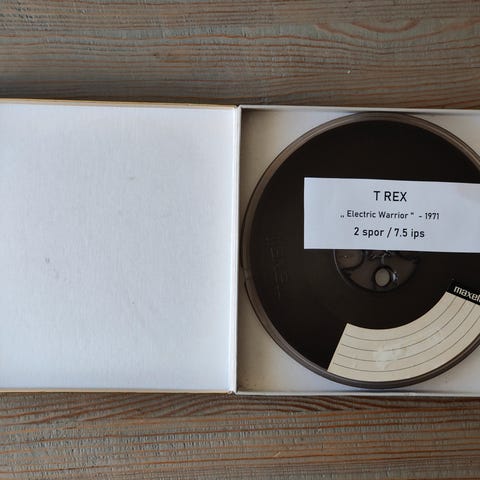 T REX
„ Electric Warrior " - 1971
2 spor / 7.5 ips
maxell